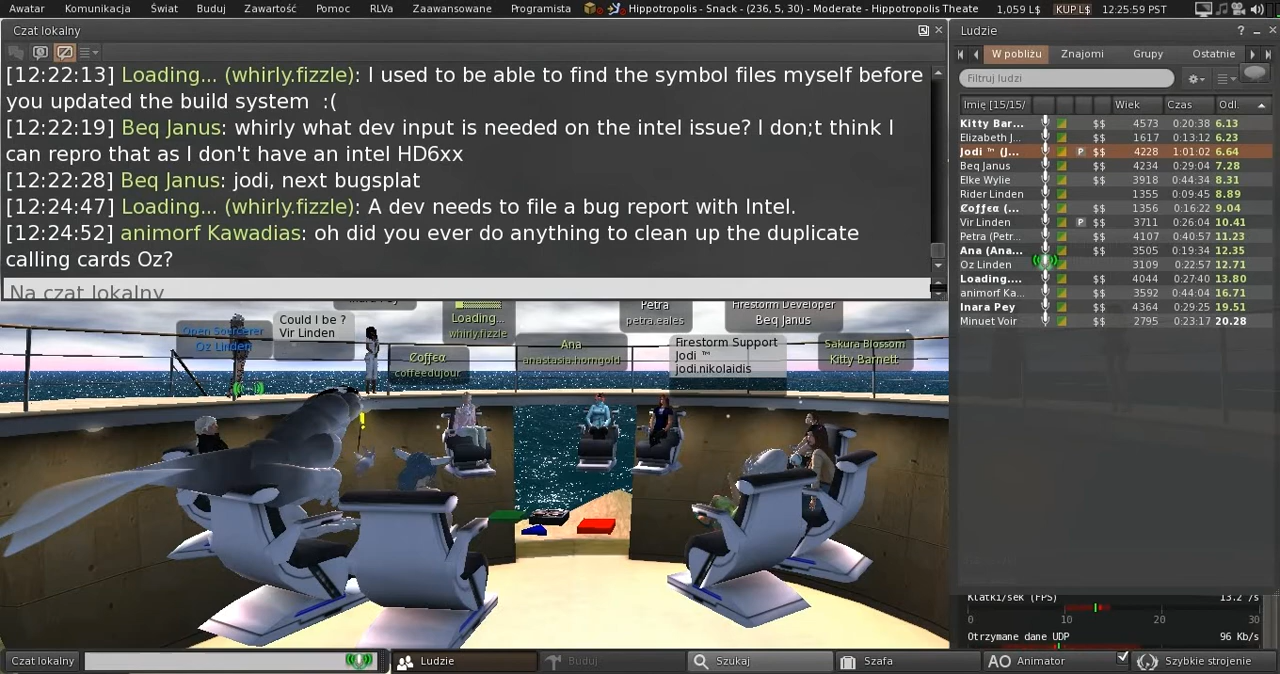 Awatar Komunikacja Świat Buduj Zawartość Pomoc RLVa Zaawansowane Programista Hippotropolis - Snack - (236, 5, 30) - Moderate - Hippotropolis Theate 1,059 L$ KUP L$ 12:25:59 PST
Czat lokalny
[12:22:13] Loading... (whirly.fizzle): I used to be able to find the symbol files myself before
you updated the build system :(
[12:22:19] Beq Janus: whirly what dev input is needed on the intel issue? I don;t think I
can repro that as I don't have an intel HD6xx
[12:22:28] Beq Janus: jodi, next bugsplat
[12:24:47] Loading... (whirly.fizzle): A dev needs to file a bug report with Intel.
[12:24:52] animorf Kawadias: oh did you ever do anything to clean up the duplicate
calling cards Oz?
Na czat lokalny
Inara Pey
Open Sourcerer
Oz Linden
Could I be ?
Vir Linden
Loading...
whirly.fizzle
Petra
petra.eales
Firestorm Developer
Beq Janus
Coffєα
coffeedujour
Ana
anastasia.horngold
Firestorm Support
Jodi ™
jodi.nikolaidis
Sakura Blossom
Kitty Barnett
Ludzie
W pobliżu Znajomi Grupy Ostatnie
Filtruj ludzi
Imię [15/15/ Wiek Czas Odl.
Kitty Bar... $$ 4573 0:20:38 6.13
Elizabeth J... $$ 1617 0:13:12 6.23
Jodi ™ (J... P $$ 4228 1:01:02 6.64
Beq Janus $$ 4234 0:29:04 7.28
Elke Wylie $$ 3918 0:44:34 8.31
Rider Linden 1355 0:09:45 8.89
Coffєα (... $$ 1356 0:16:22 9.04
Vir Linden P 3711 0:26:04 10.41
Petra (Petr... $$ 4107 0:40:57 11.23
Ana (Ana... $$ 3505 0:19:34 12.35
Oz Linden 3109 0:22:57 12.71
Loading.... $$ 4044 0:27:40 13.80
animorf Ka... $$ 3592 0:44:04 16.71
Inara Pey $$ 4364 0:29:25 19.51
Minuet Voir $$ 2795 0:23:17 20.28
Klatki/sek (FPS) 13.2 /s
0 10 20 30
Otrzymane dane UDP 96 Kb/s
Czat lokalny Ludzie Buduj Szukaj Szafa AO Animator Szybkie strojenie